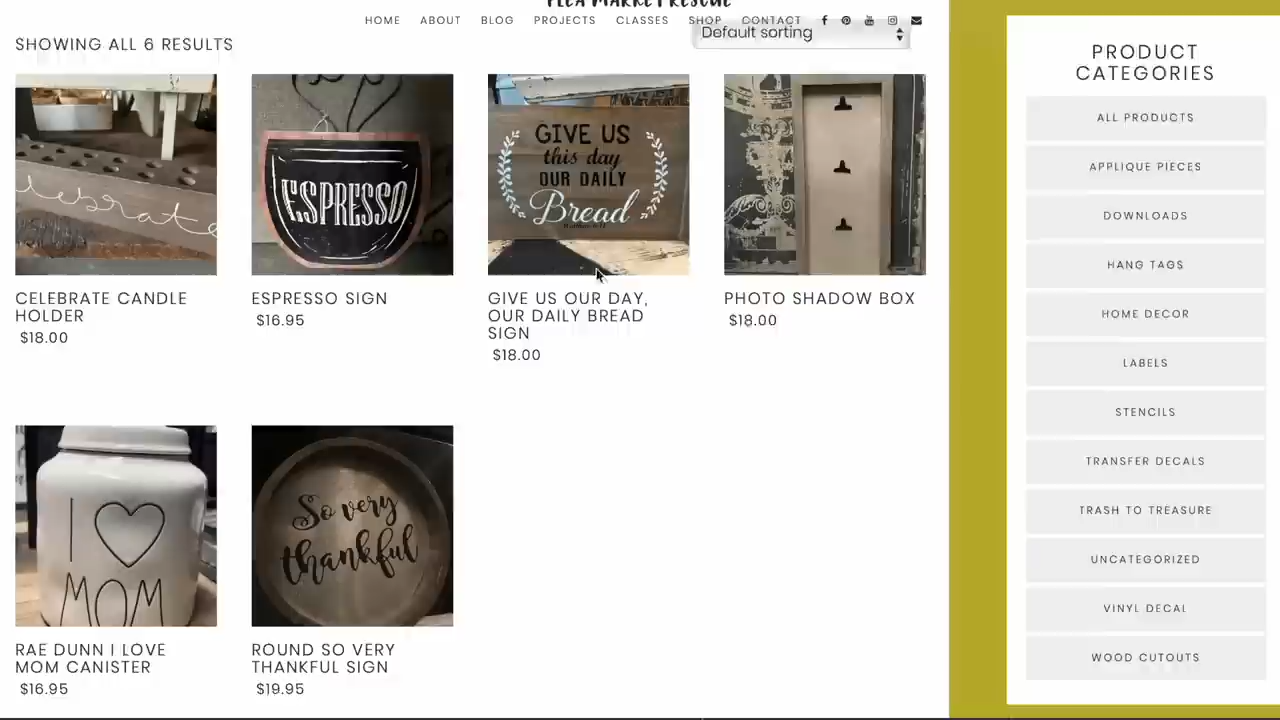 FLEA MARKET RESCUE
HOME ABOUT BLOG PROJECTS CLASSES SHOP CONTACT
SHOWING ALL 6 RESULTS
Default sorting
elebrate
ESPRESSO
GIVE US
this day
OUR DAILY
Bread
CELEBRATE CANDLE
HOLDER
$18.00
ESPRESSO SIGN
$16.95
GIVE US OUR DAY,
OUR DAILY BREAD
SIGN
$18.00
PHOTO SHADOW BOX
$18.00
I
MOM
So very
thankful
RAE DUNN I LOVE
MOM CANISTER
$16.95
ROUND SO VERY
THANKFUL SIGN
$19.95
PRODUCT
CATEGORIES
ALL PRODUCTS
APPLIQUE PIECES
DOWNLOADS
HANG TAGS
HOME DECOR
LABELS
STENCILS
TRANSFER DECALS
TRASH TO TREASURE
UNCATEGORIZED
VINYL DECAL
WOOD CUTOUTS